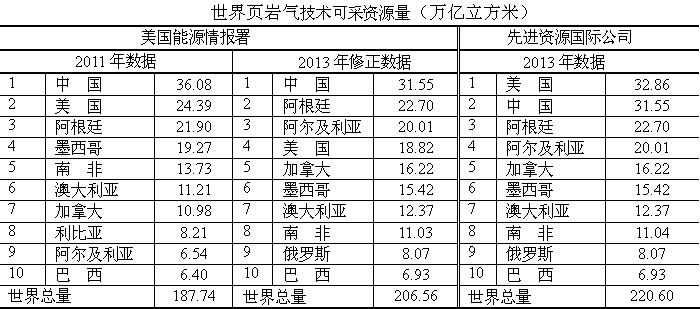 世界页岩气技术可采资源量（万亿立方米）
美国能源情报署 先进资源国际公司
2011 年数据 2013 年修正数据 2013 年数据
1 中　国 36.08 1 中　国 31.55 1 美　国 32.86
2 美　国 24.39 2 阿根廷 22.70 2 中　国 31.55
3 阿根廷 21.90 3 阿尔及利亚 20.01 3 阿根廷 22.70
4 墨西哥 19.27 4 美　国 18.82 4 阿尔及利亚 20.01
5 南　非 13.73 5 加拿大 16.22 5 加拿大 16.22
6 澳大利亚 11.21 6 墨西哥 15.42 6 墨西哥 15.42
7 加拿大 10.98 7 澳大利亚 12.37 7 澳大利亚 12.37
8 利比亚 8.21 8 南　非 11.03 8 南　非 11.04
9 阿尔及利亚 6.54 9 俄罗斯 8.07 9 俄罗斯 8.07
10 巴　西 6.40 10 巴　西 6.93 10 巴　西 6.93
世界总量 187.74 世界总量 206.56 世界总量 220.60